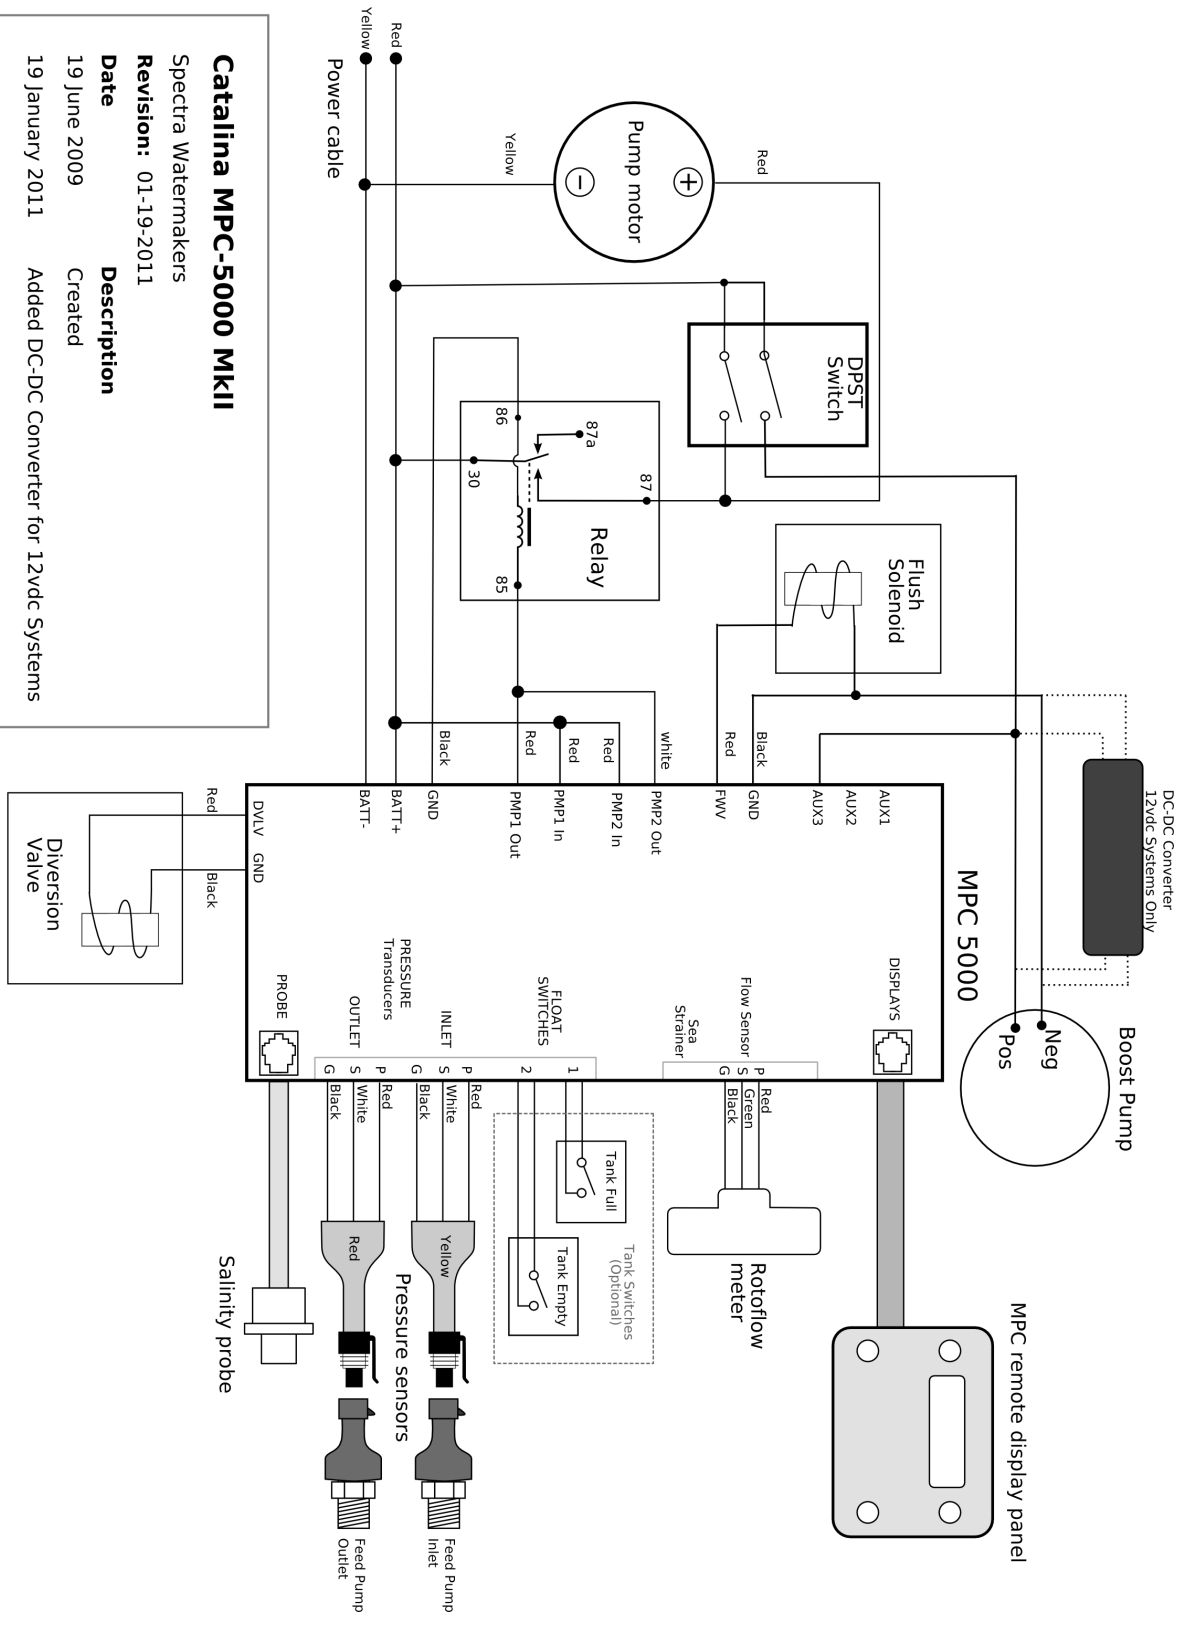 DC-DC Converter
12vdc Systems Only
Boost Pump
Neg
Pos
MPC remote display panel
Red
Pump motor
+
−
Yellow
Red
Yellow
Power cable
DPST
Switch
Relay
86
87a
30
87
85
Flush
Solenoid
white
Red
Red
Red
Black
Red
Black
MPC 5000
AUX1
AUX2
AUX3
GND
FWV
PMP2 Out
PMP2 In
PMP1 In
PMP1 Out
GND
BATT+
BATT-
DVLV
GND
Red
Black
Diversion
Valve
DISPLAYS
Flow Sensor
Sea
Strainer
P
S
G
Red
Green
Black
Rotoflow
meter
FLOAT
SWITCHES
1
2
Tank Switches
(Optional)
Tank Full
Tank Empty
PRESSURE
Transducers
INLET
P
S
G
Red
White
Black
Yellow
OUTLET
P
S
G
Red
White
Black
Red
Pressure sensors
Feed Pump
Inlet
Feed Pump
Outlet
PROBE
Salinity probe
Catalina MPC-5000 MkII
Spectra Watermakers
Revision: 01-19-2011
Date Description
19 June 2009 Created
19 January 2011 Added DC-DC Converter for 12vdc Systems